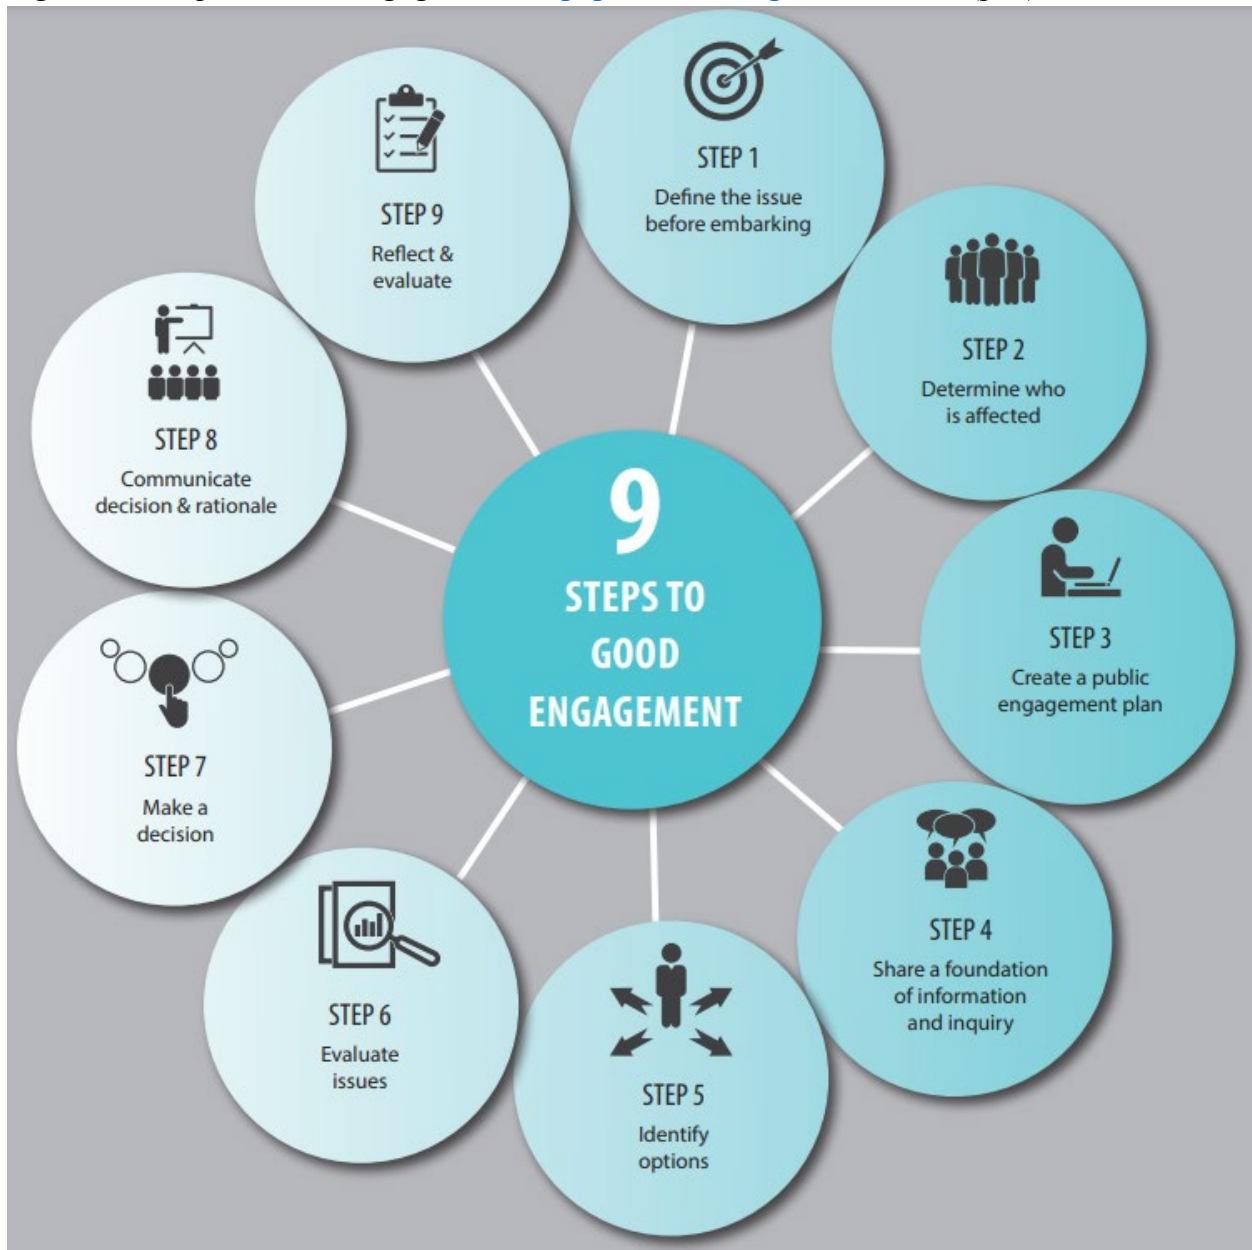 9
STEPS TO
GOOD
ENGAGEMENT
STEP 1
Define the issue
before embarking
STEP 2
Determine who
is affected
STEP 3
Create a public
engagement plan
STEP 4
Share a foundation
of information
and inquiry
STEP 5
Identify
options
STEP 6
Evaluate
issues
STEP 7
Make a
decision
STEP 8
Communicate
decision & rationale
STEP 9
Reflect &
evaluate